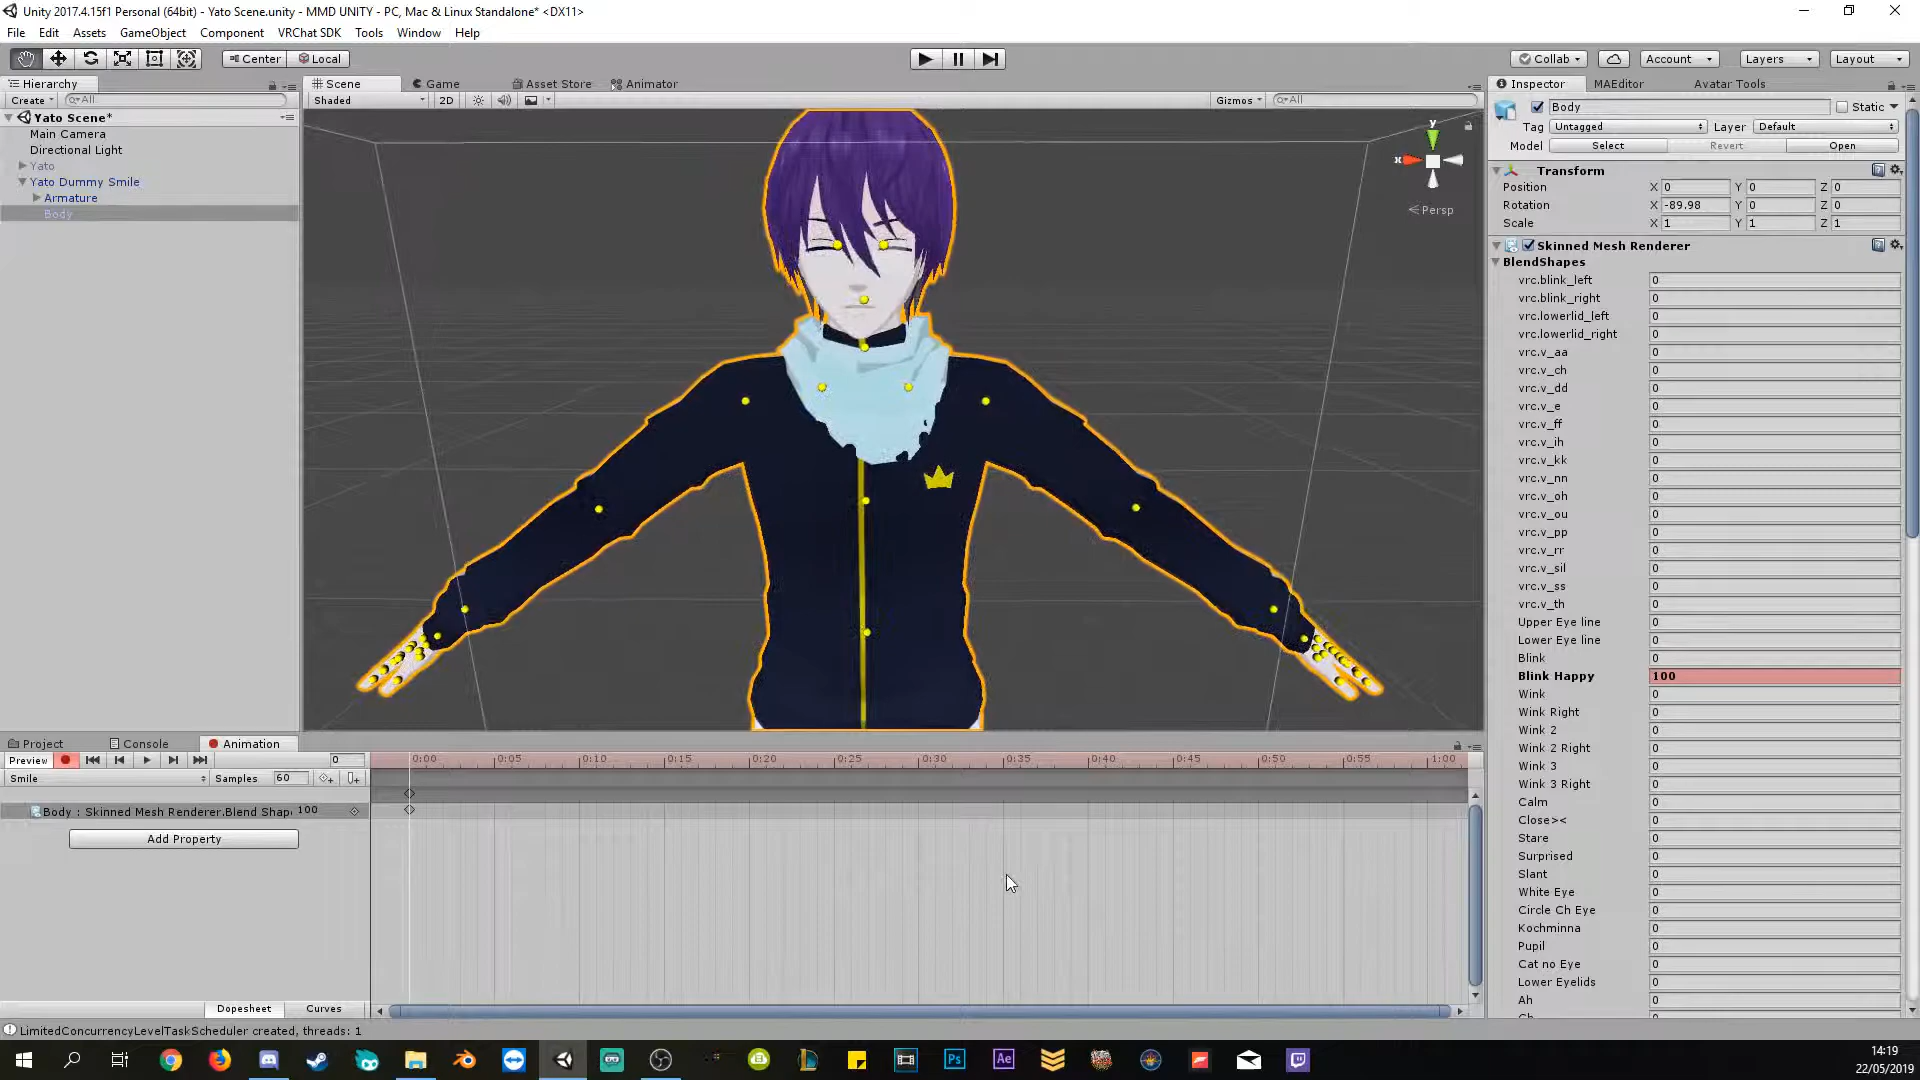 Unity 2017.4.15f1 Personal (64bit) - Yato Scene.unity - MMD UNITY - PC, Mac & Linux Standalone* <DX11>
File Edit Assets GameObject Component VRChat SDK Tools Window Help
Center Local Collab Account Layers Layout
Hierarchy Scene Game Asset Store Animator Inspector MAEditor Avatar Tools
Create All Shaded 2D Gizmos All
Body Static
Yato Scene*
Main Camera
Directional Light
Yato
Yato Dummy Smile
Armature
Body
y
x
Persp
Tag Untagged Layer Default
Model Select Revert Open
Transform
Position X 0 Y 0 Z 0
Rotation X -89.98 Y 0 Z 0
Scale X 1 Y 1 Z 1
Skinned Mesh Renderer
BlendShapes
vrc.blink_left 0
vrc.blink_right 0
vrc.lowerlid_left 0
vrc.lowerlid_right 0
vrc.v_aa 0
vrc.v_ch 0
vrc.v_dd 0
vrc.v_e 0
vrc.v_ff 0
vrc.v_ih 0
vrc.v_kk 0
vrc.v_nn 0
vrc.v_oh 0
vrc.v_ou 0
vrc.v_pp 0
vrc.v_rr 0
vrc.v_sil 0
vrc.v_ss 0
vrc.v_th 0
Upper Eye line 0
Lower Eye line 0
Blink 0
Blink Happy 100
Wink 0
Wink Right 0
Wink 2 0
Wink 2 Right 0
Wink 3 0
Wink 3 Right 0
Calm 0
Close>< 0
Stare 0
Surprised 0
Slant 0
White Eye 0
Circle Ch Eye 0
Kochminna 0
Pupil 0
Cat no Eye 0
Lower Eyelids 0
Ah 0
Project Console Animation
Preview 0 0:00 0:05 0:10 0:15 0:20 0:25 0:30 0:35 0:40 0:45 0:50 0:55 1:00
Smile Samples 60
Body : Skinned Mesh Renderer.Blend Shap 100
Add Property
Dopesheet Curves
LimitedConcurrencyLevelTaskScheduler created, threads: 1
Ps Ae
14:19
22/05/2019